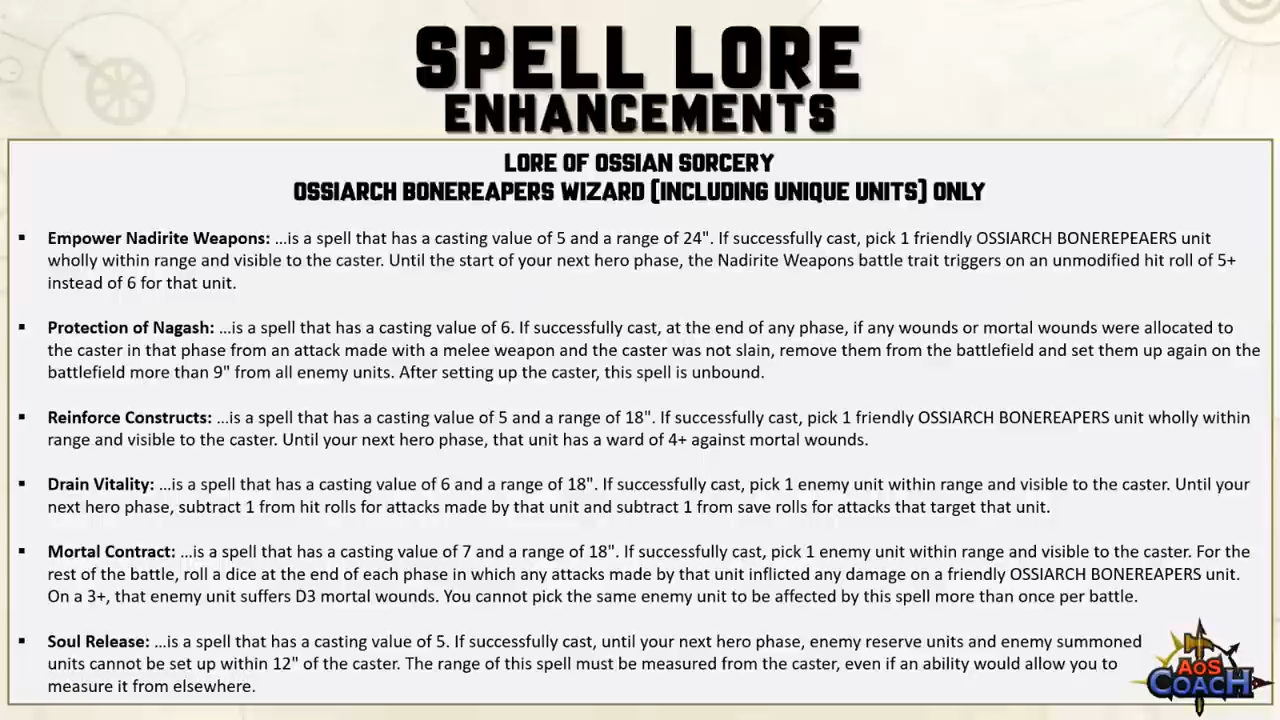 SPELL LORE
ENHANCEMENTS
LORE OF OSSIAN SORCERY
OSSIARCH BONEREAPERS WIZARD (INCLUDING UNIQUE UNITS) ONLY
▪ Empower Nadirite Weapons: ...is a spell that has a casting value of 5 and a range of 24". If successfully cast, pick 1 friendly OSSIARCH BONEREPEAERS unit
wholly within range and visible to the caster. Until the start of your next hero phase, the Nadirite Weapons battle trait triggers on an unmodified hit roll of 5+
instead of 6 for that unit.
▪ Protection of Nagash: ...is a spell that has a casting value of 6. If successfully cast, at the end of any phase, if any wounds or mortal wounds were allocated to
the caster in that phase from an attack made with a melee weapon and the caster was not slain, remove them from the battlefield and set them up again on the
battlefield more than 9" from all enemy units. After setting up the caster, this spell is unbound.
▪ Reinforce Constructs: ...is a spell that has a casting value of 5 and a range of 18". If successfully cast, pick 1 friendly OSSIARCH BONEREAPERS unit wholly within
range and visible to the caster. Until your next hero phase, that unit has a ward of 4+ against mortal wounds.
▪ Drain Vitality: ...is a spell that has a casting value of 6 and a range of 18". If successfully cast, pick 1 enemy unit within range and visible to the caster. Until your
next hero phase, subtract 1 from hit rolls for attacks made by that unit and subtract 1 from save rolls for attacks that target that unit.
▪ Mortal Contract: ...is a spell that has a casting value of 7 and a range of 18". If successfully cast, pick 1 enemy unit within range and visible to the caster. For the
rest of the battle, roll a dice at the end of each phase in which any attacks made by that unit inflicted any damage on a friendly OSSIARCH BONEREAPERS unit.
On a 3+, that enemy unit suffers D3 mortal wounds. You cannot pick the same enemy unit to be affected by this spell more than once per battle.
▪ Soul Release: ...is a spell that has a casting value of 5. If successfully cast, until your next hero phase, enemy reserve units and enemy summoned
units cannot be set up within 12" of the caster. The range of this spell must be measured from the caster, even if an ability would allow you to
measure it from elsewhere.
AOS
COACH